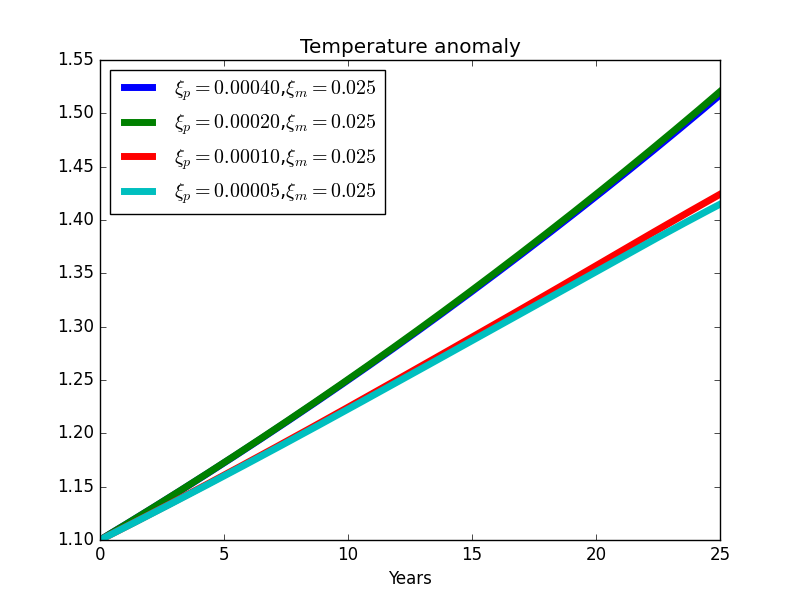 Temperature anomaly
1.55
1.50
1.45
1.40
1.35
1.30
1.25
1.20
1.15
1.10
ξp = 0.00040,ξm = 0.025
ξp = 0.00020,ξm = 0.025
ξp = 0.00010,ξm = 0.025
ξp = 0.00005,ξm = 0.025
0 5 10 15 20 25
Years